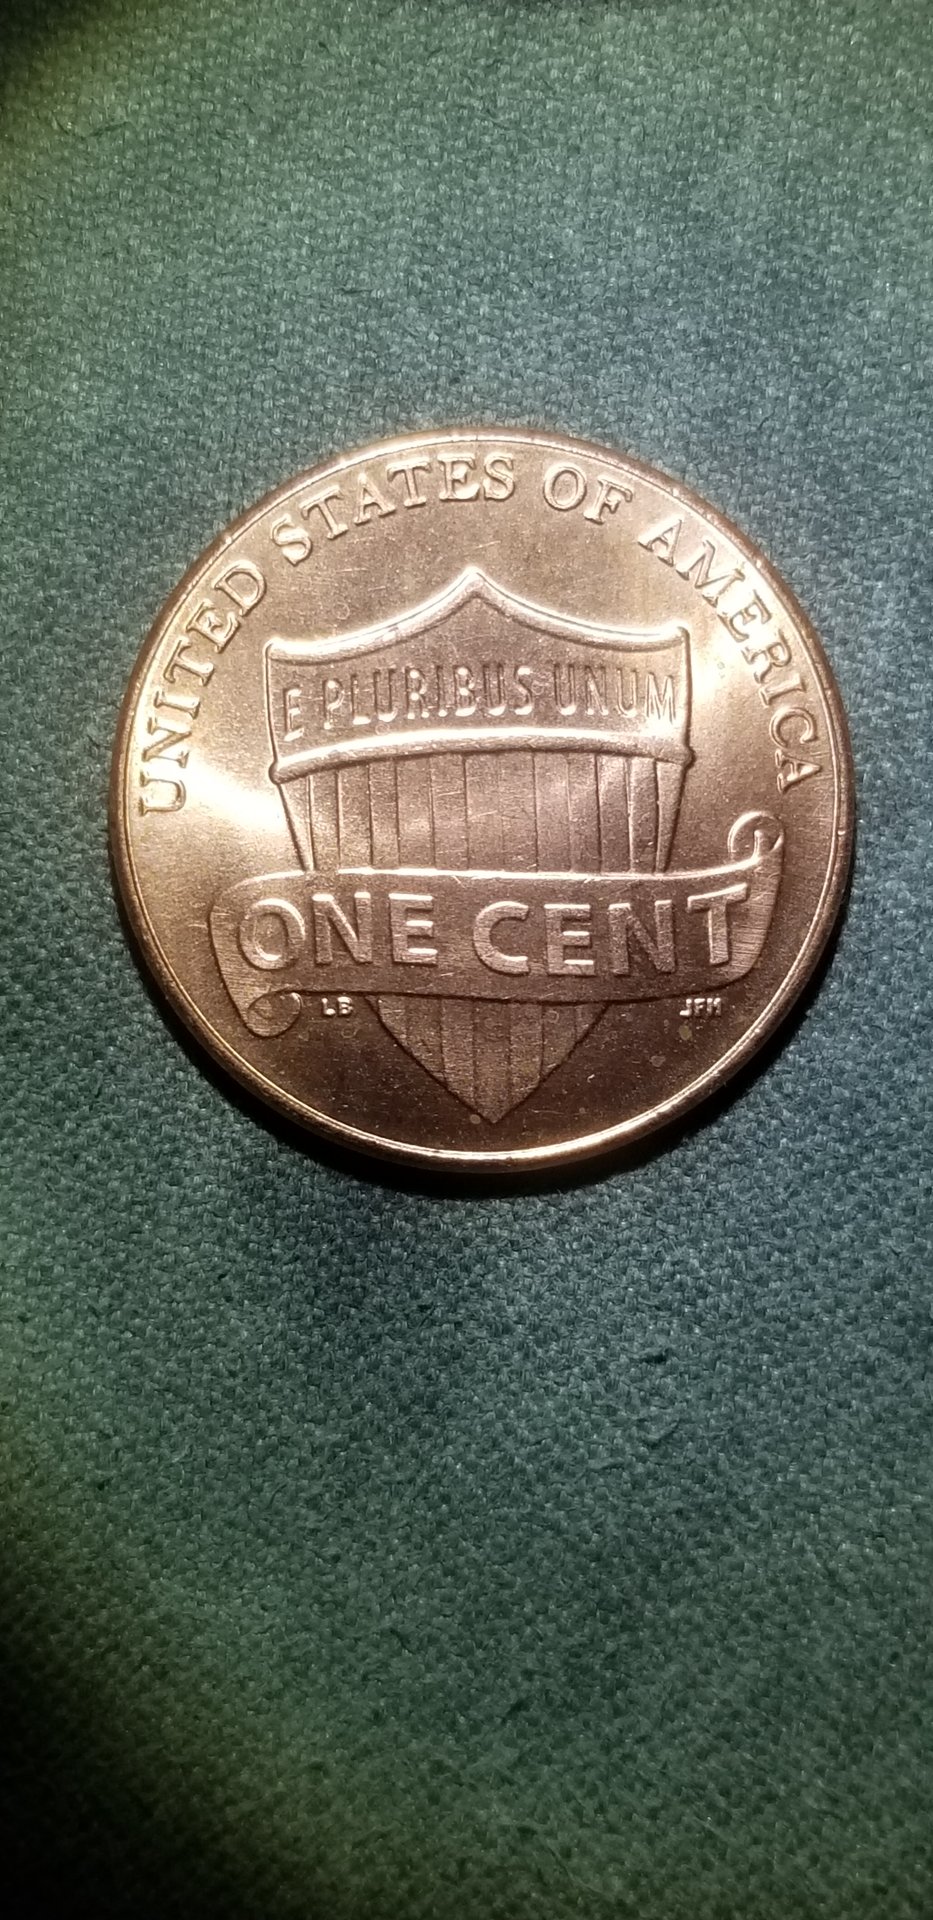 UNITED STATES OF AMERICA
E PLURIBUS UNUM
ONE CENT
LB
JFM